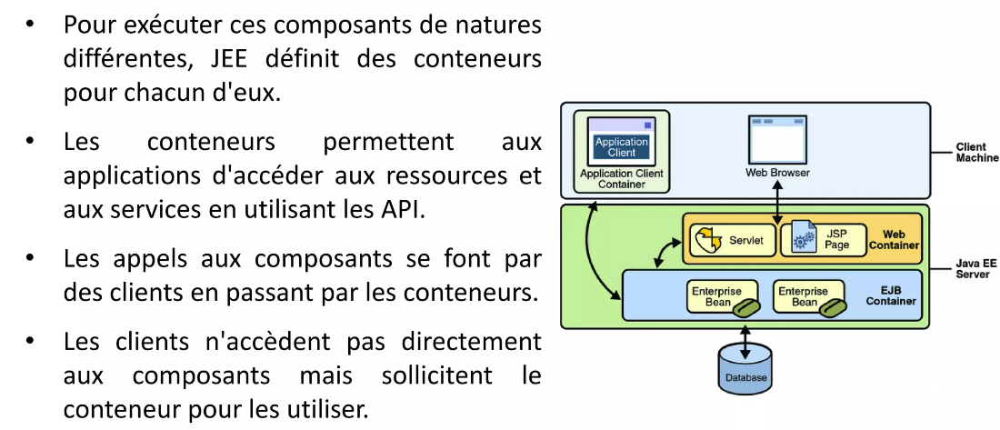 • Pour exécuter ces composants de natures
différentes, JEE définit des conteneurs
pour chacun d'eux.
• Les conteneurs permettent aux
applications d'accéder aux ressources et
aux services en utilisant les API.
• Les appels aux composants se font par
des clients en passant par les conteneurs.
• Les clients n'accèdent pas directement
aux composants mais sollicitent le
conteneur pour les utiliser.
Application
Client
Application Client
Container
Web Browser
Client
Machine
Servlet
JSP
Page
Web
Container
Java EE
Server
Enterprise
Bean
Enterprise
Bean
EJB
Container
Database